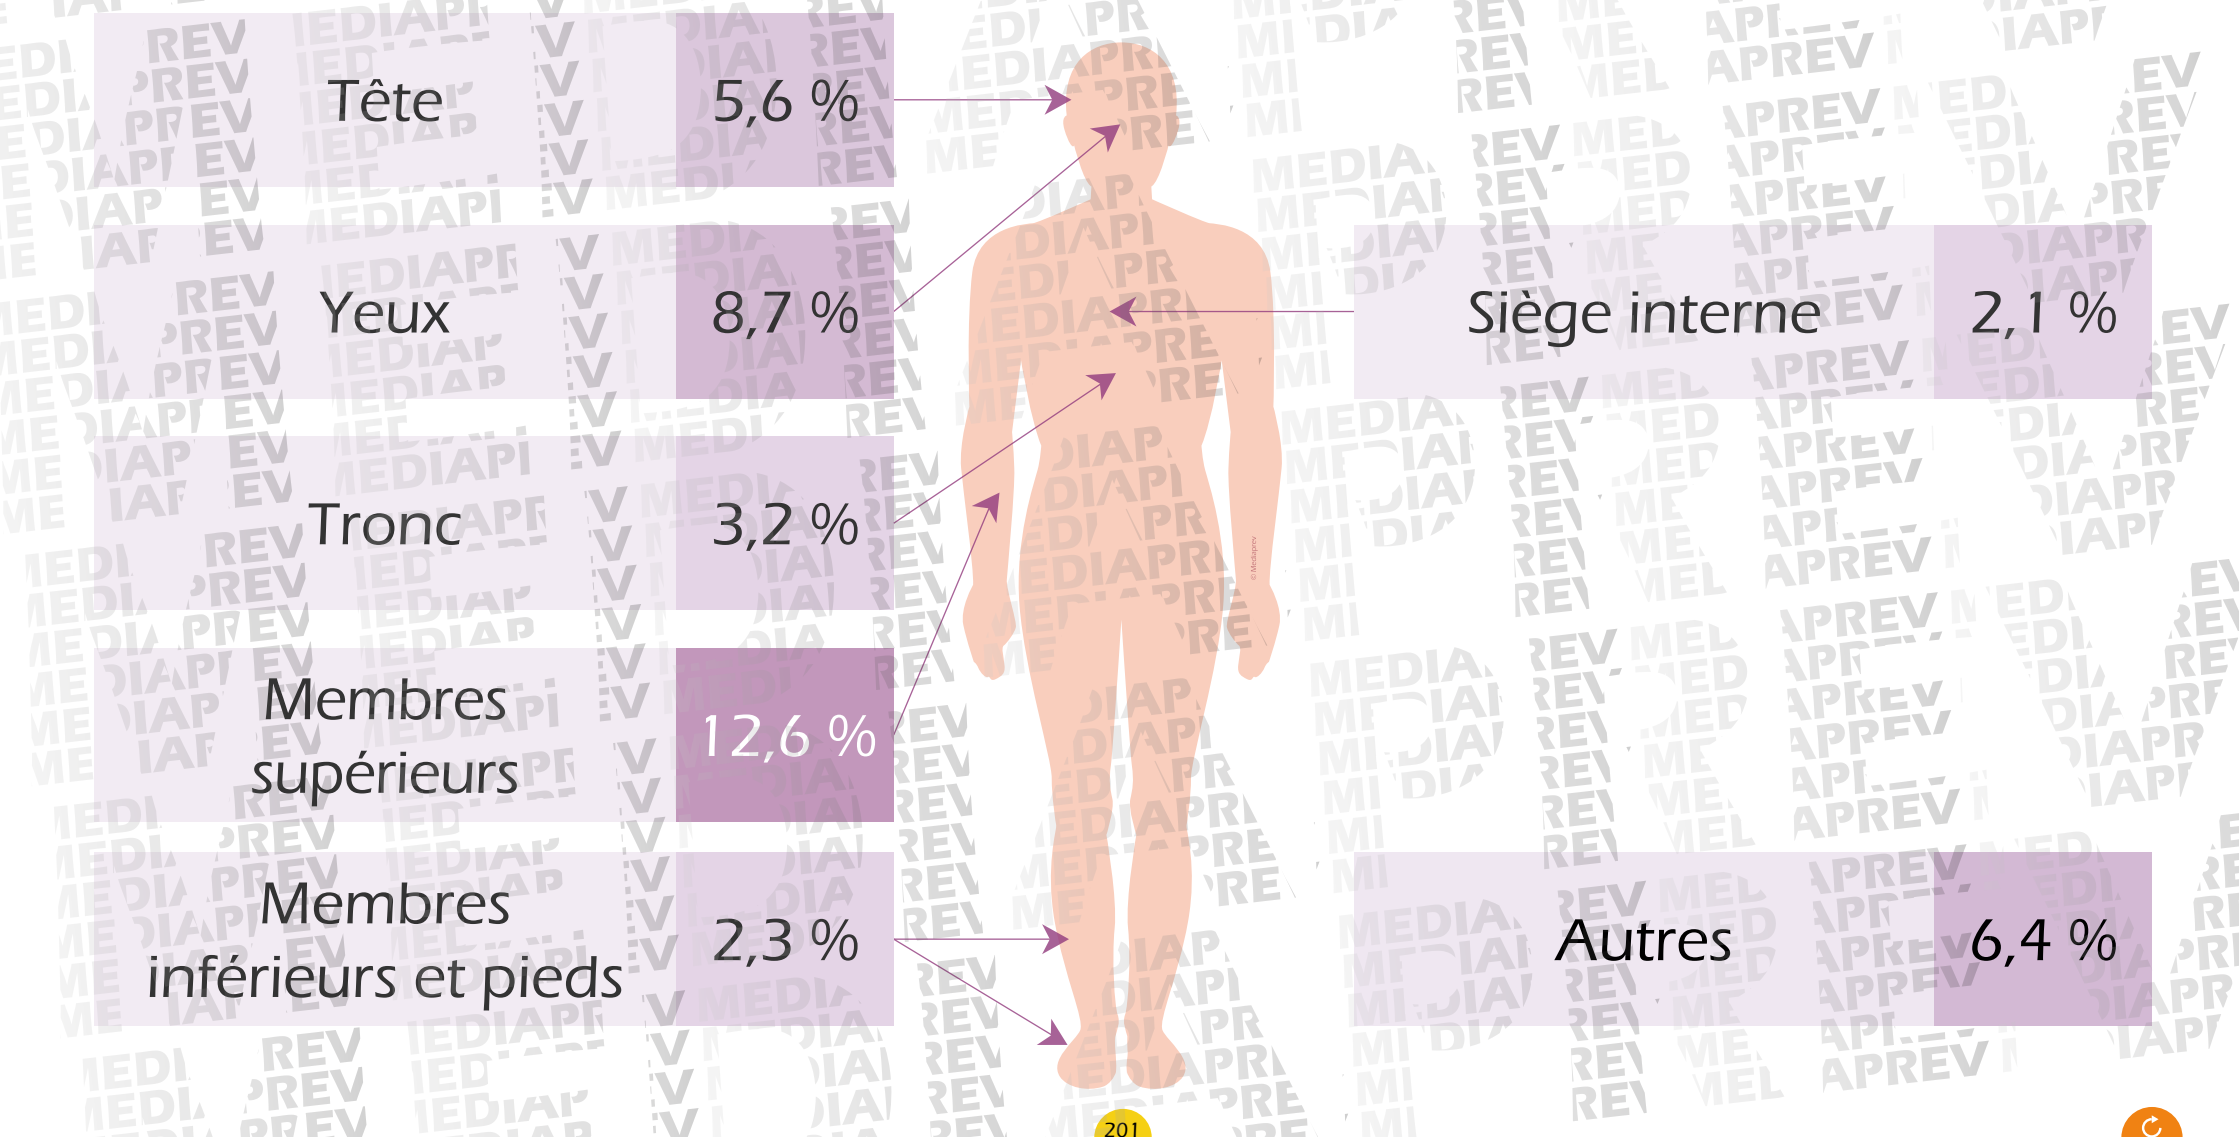 Tête
5,6 %
Yeux
8,7 %
Siège interne
2,1 %
Tronc
3,2 %
© Mediaprev
Membres
supérieurs
12,6 %
Membres
inférieurs et pieds
2,3 %
Autres
6,4 %
201